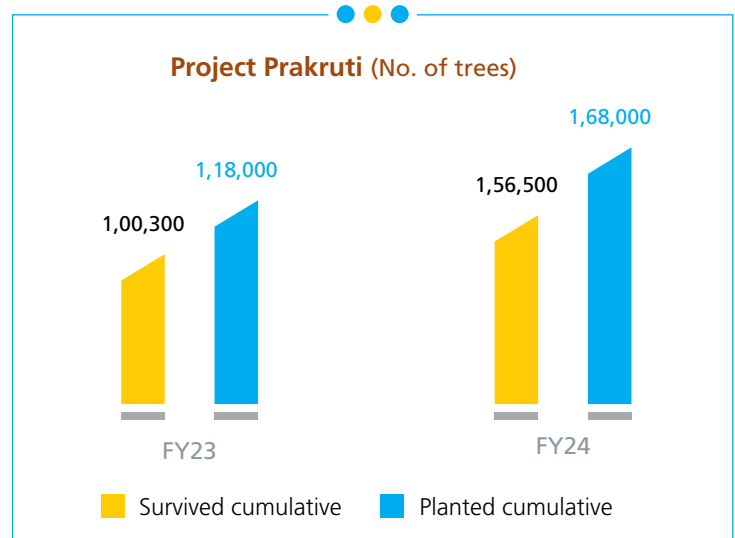 Project Prakruti (No. of trees)
1,68,000
1,18,000
1,56,500
1,00,300
FY23
FY24
Survived cumulative
Planted cumulative